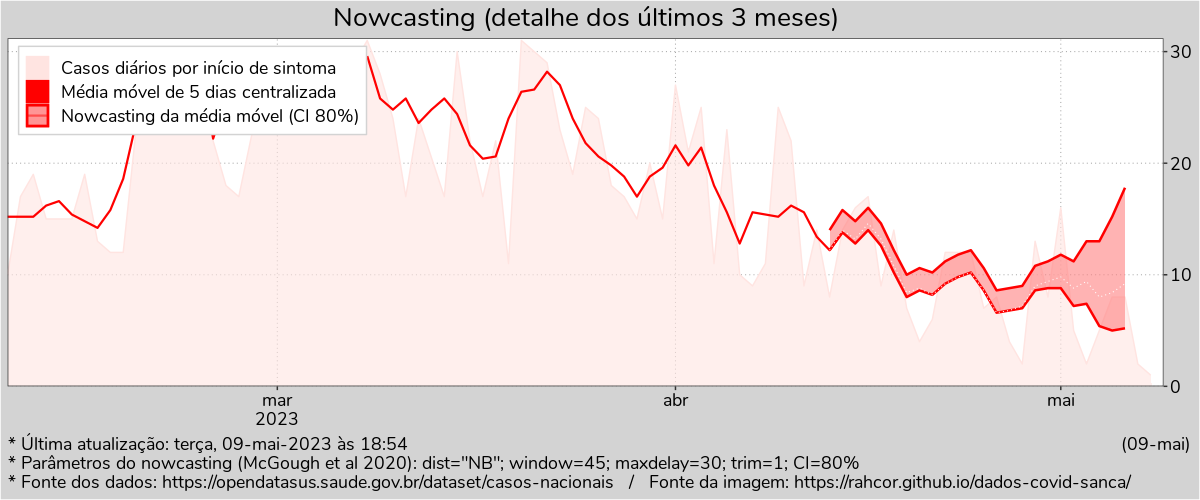 Nowcasting (detalhe dos últimos 3 meses)
Casos diários por início de sintoma
Média móvel de 5 dias centralizada
Nowcasting da média móvel (CI 80%)
30
20
10
0
mar
2023
abr
mai
* Última atualização: terça, 09-mai-2023 às 18:54
(09-mai)
* Parâmetros do nowcasting (McGough et al 2020): dist="NB"; window=45; maxdelay=30; trim=1; CI=80%
* Fonte dos dados: https://opendatasus.saude.gov.br/dataset/casos-nacionais / Fonte da imagem: https://rahcor.github.io/dados-covid-sanca/